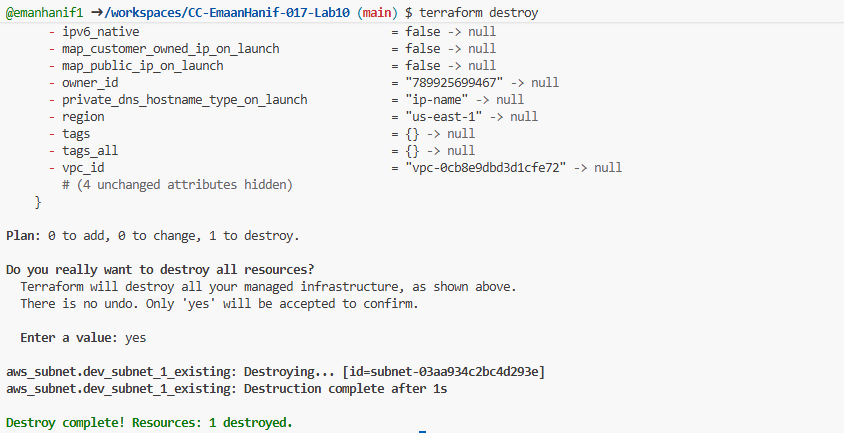 @emanhanif1 ➜/workspaces/CC-EmaanHanif-017-Lab10 (main) $ terraform destroy
- ipv6_native = false -> null
- map_customer_owned_ip_on_launch = false -> null
- map_public_ip_on_launch = false -> null
- owner_id = "789925699467" -> null
- private_dns_hostname_type_on_launch = "ip-name" -> null
- region = "us-east-1" -> null
- tags = {} -> null
- tags_all = {} -> null
- vpc_id = "vpc-0cb8e9dbd3d1cfe72" -> null
# (4 unchanged attributes hidden)
}
Plan: 0 to add, 0 to change, 1 to destroy.
Do you really want to destroy all resources?
Terraform will destroy all your managed infrastructure, as shown above.
There is no undo. Only 'yes' will be accepted to confirm.
Enter a value: yes
aws_subnet.dev_subnet_1_existing: Destroying... [id=subnet-03aa934c2bc4d293e]
aws_subnet.dev_subnet_1_existing: Destruction complete after 1s
Destroy complete! Resources: 1 destroyed.